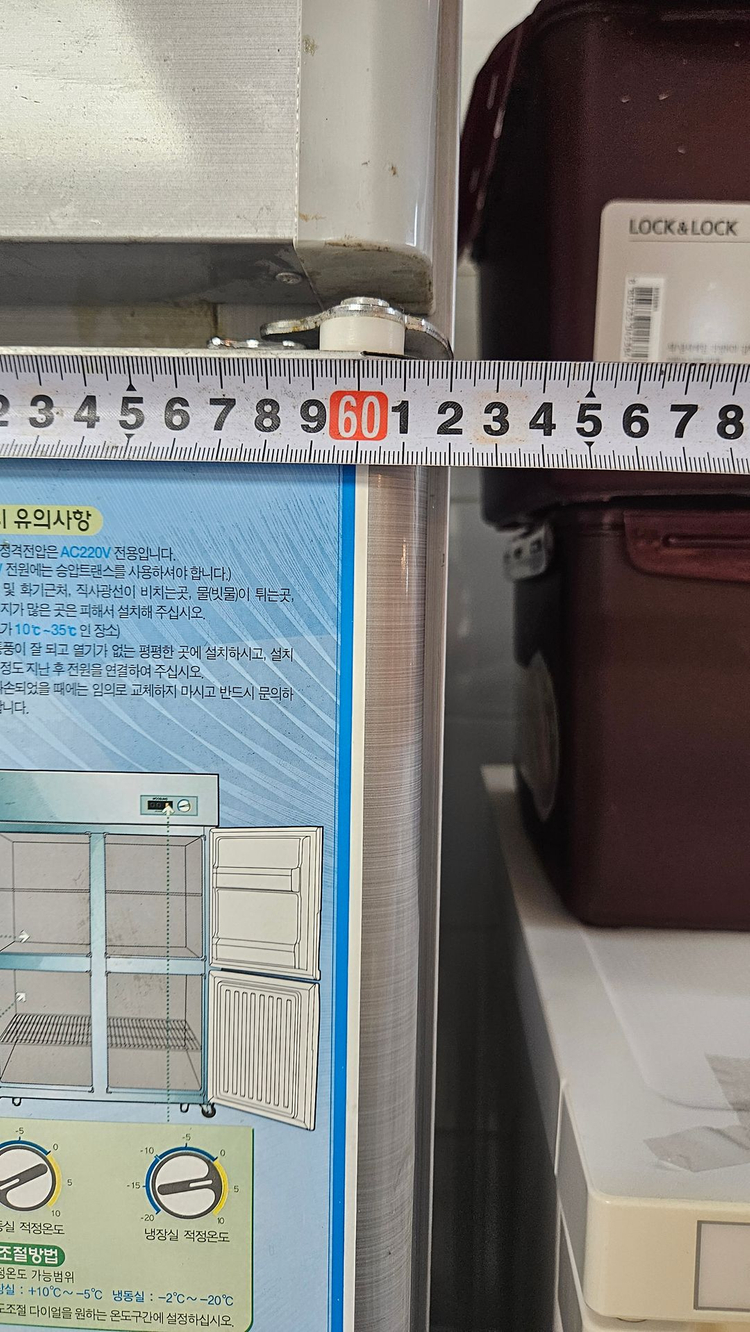 LOCK&LOCK
2 3 4 5 6 7 8 9 60 1 2 3 4 5 6 7 8
유의사항
정격전압은 AC220V 전용입니다.
전원에는 승압트랜스를 사용하셔야 합니다.)
및 화기근처, 직사광선이 비치는곳, 물(빗물)이 튀는곳,
지가 많은 곳은 피해서 설치해 주십시오.
가 10℃~35℃ 인 장소)
통풍이 잘 되고 열기가 없는 평평한 곳에 설치하시고, 설치
정도 지난 후 전원을 연결하여 주십시오.
파손되었을 때에는 임의로 교체하지 마시고 반드시 문의하
랍니다.
-5 0 5 10
-20 -15 -10 -5 0 5 10
적정온도 냉장실 적정온도
조절방법
정온도 가능범위
장실 : +10℃~-5℃ 냉동실 : -2℃~-20℃
도조절 다이얼을 원하는 온도구간에 설정하십시오.